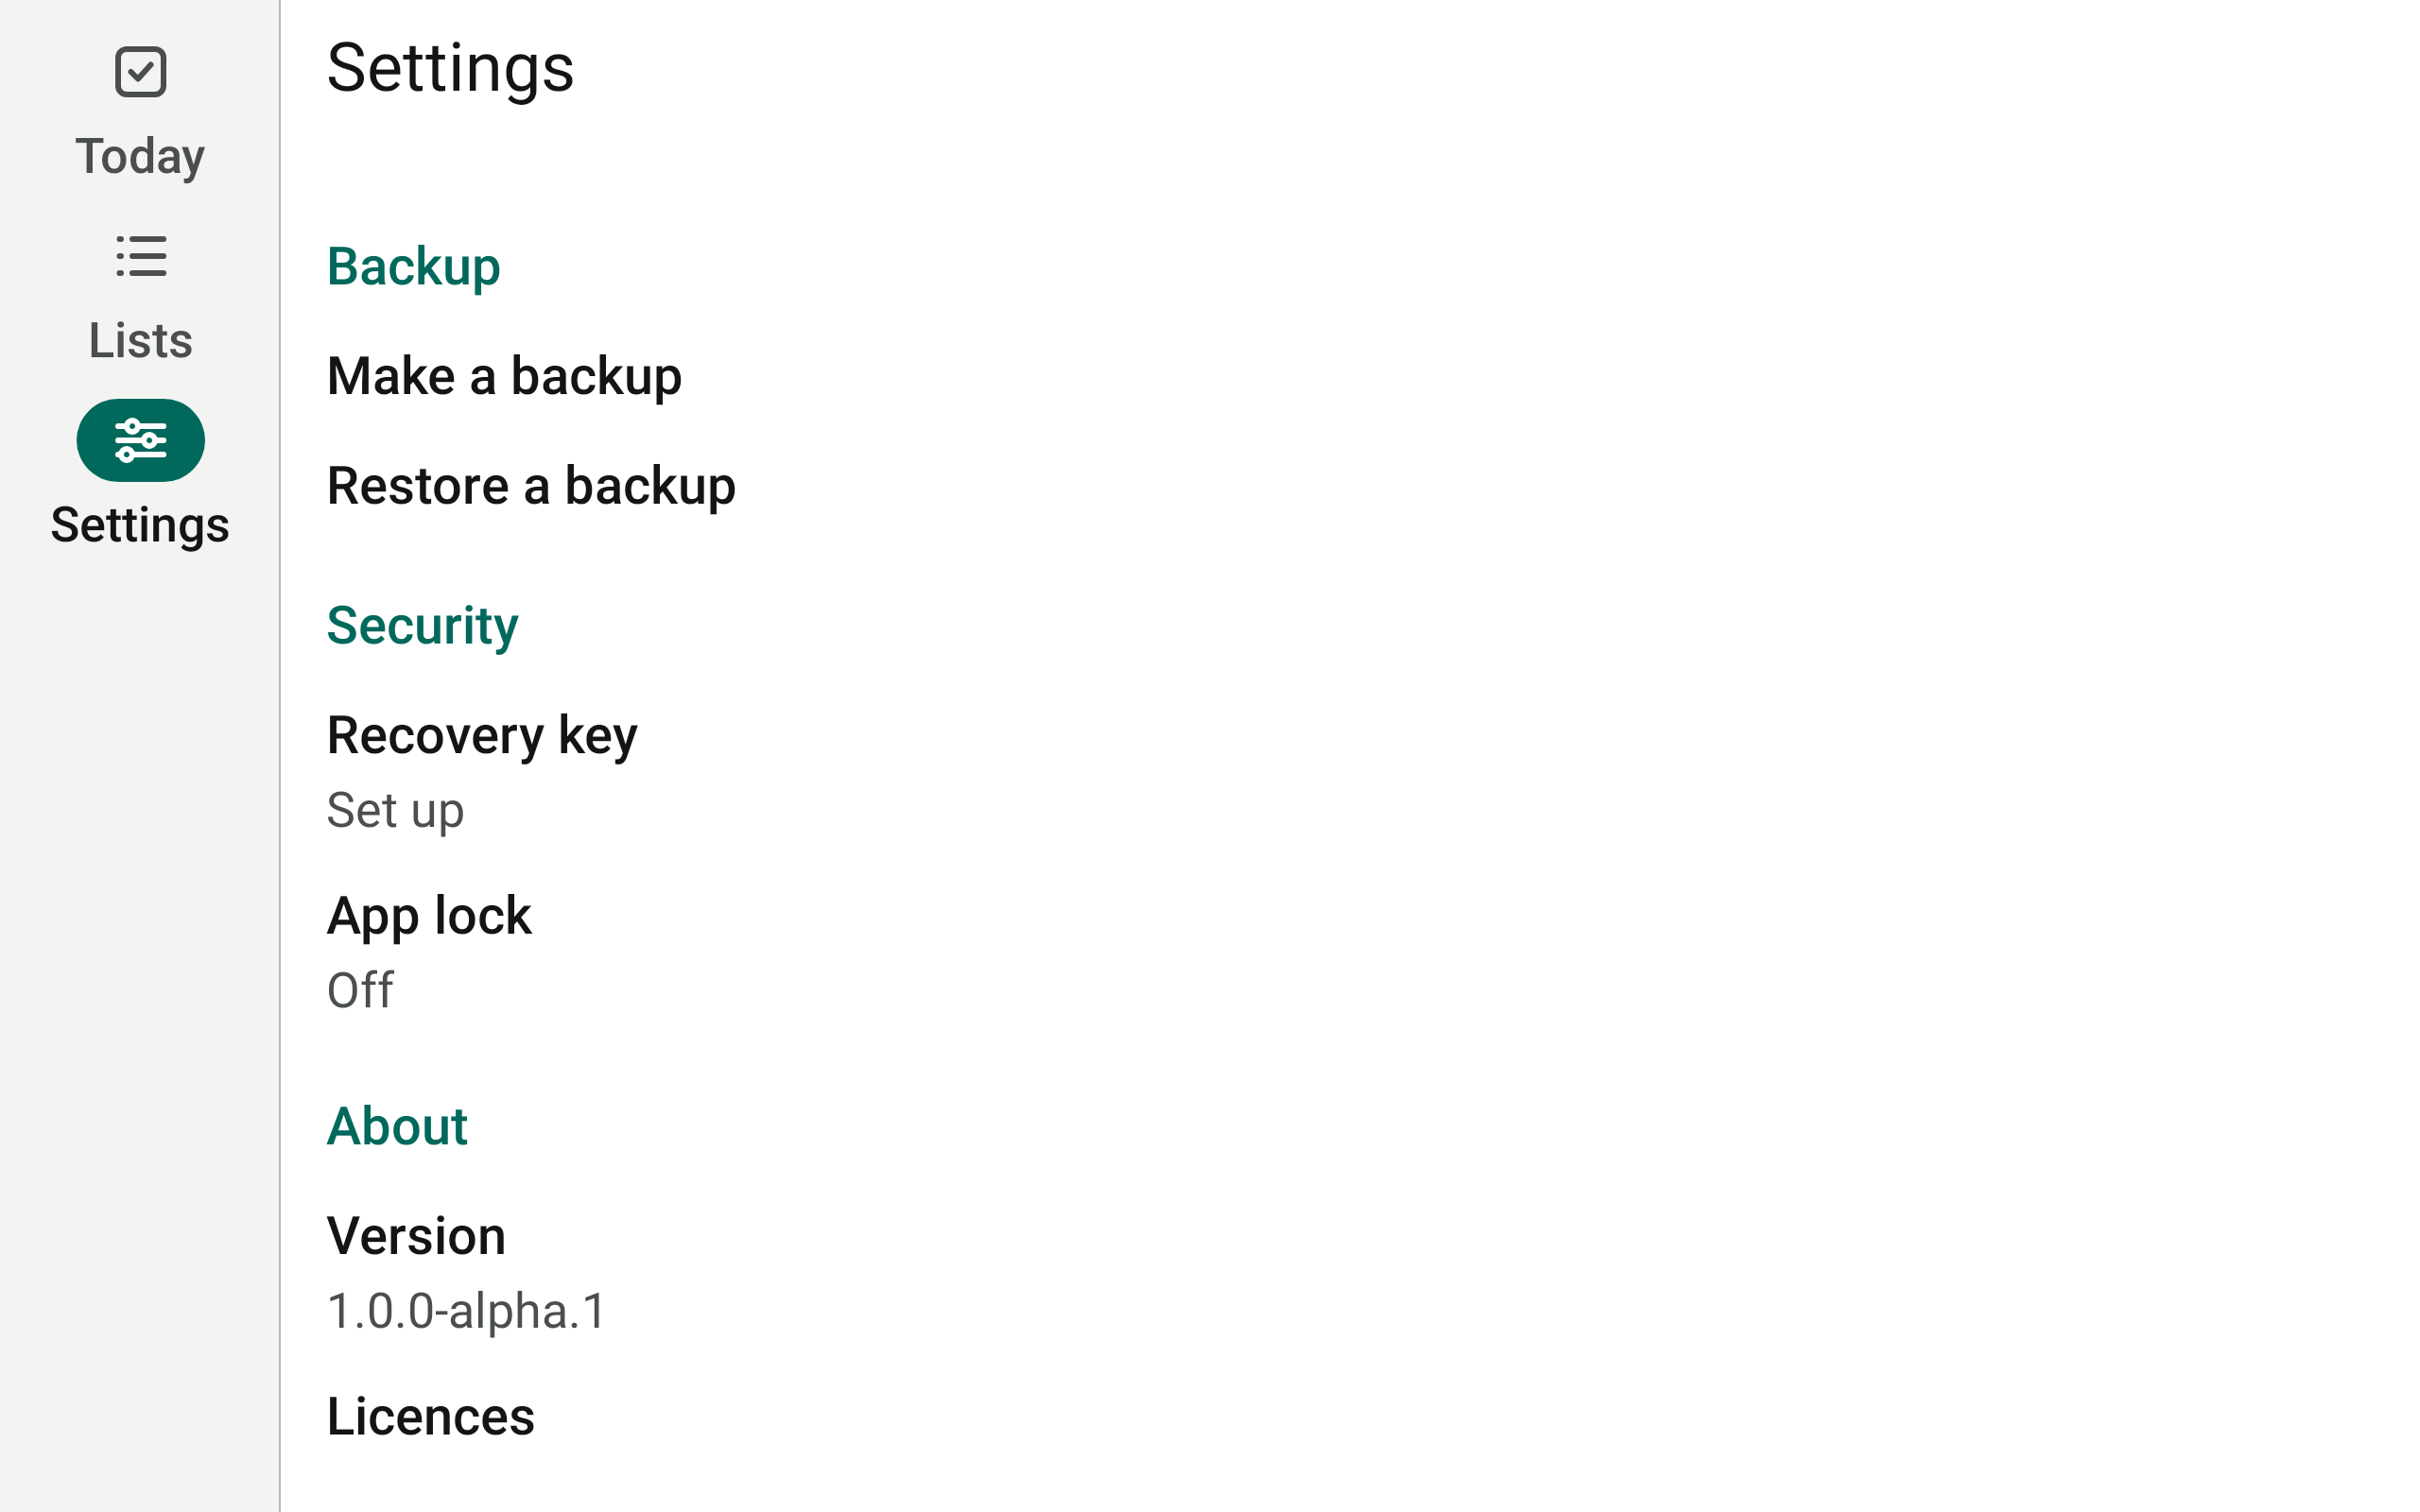 Today
Lists
Settings
Settings
Backup
Make a backup
Restore a backup
Security
Recovery key
Set up
App lock
Off
About
Version
1.0.0-alpha.1
Licences